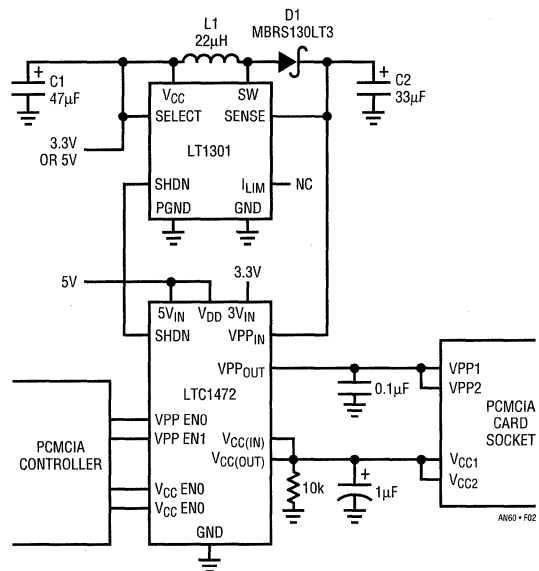 L1
22µH
D1
MBRS130LT3
C1
47µF
C2
33µF
VCC
SW
SELECT
SENSE
3.3V
OR 5V
LT1301
SHDN
ILIM
NC
PGND
GND
5V
3.3V
5VIN
VDD
3VIN
SHDN
VPPIN
VPPOUT
LTC1472
0.1µF
VPP1
VPP2
PCMCIA
CARD
SOCKET
PCMCIA
CONTROLLER
VPP EN0
VPP EN1
VCC(IN)
VCC(OUT)
VCC1
VCC2
VCC EN0
VCC EN0
10k
1µF
GND
AN60 • F02